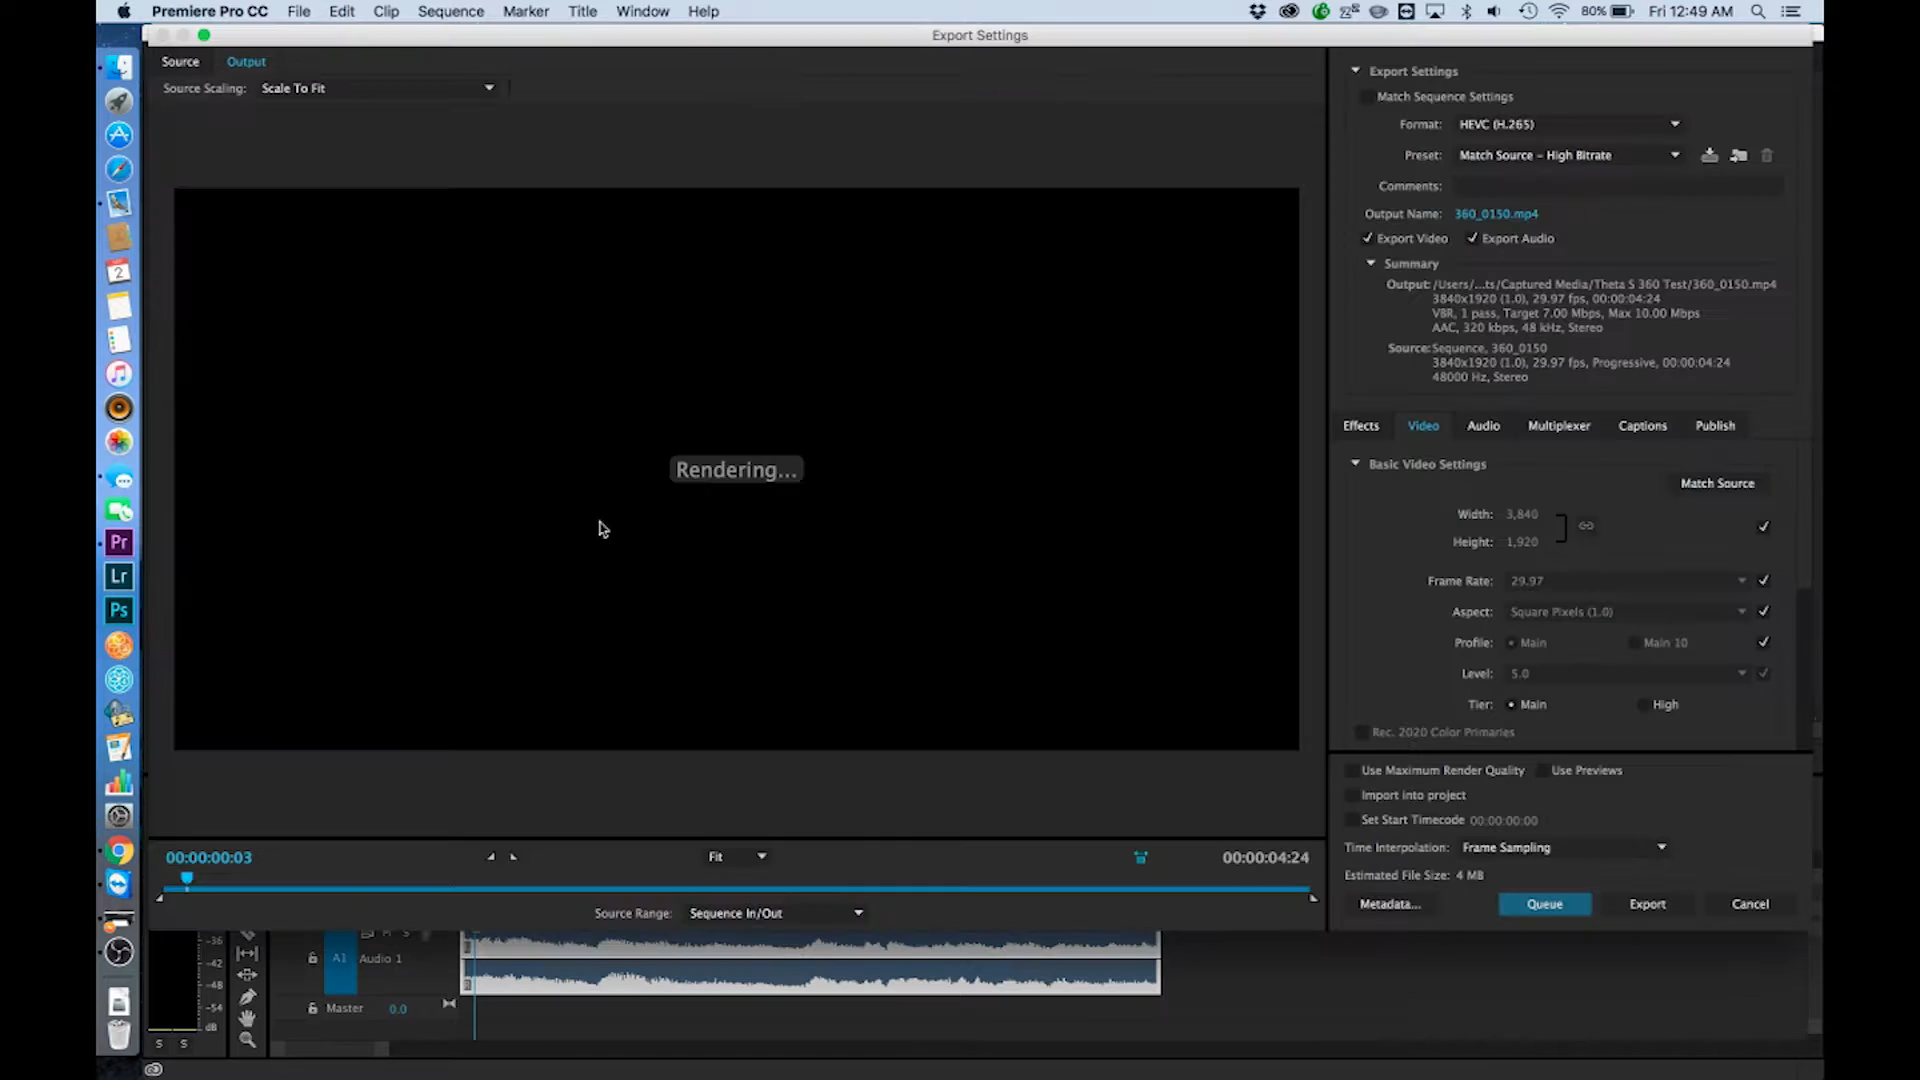 Premiere Pro CC File Edit Clip Sequence Marker Title Window Help 80% Fri 12:49 AM
Export Settings
Source Output
Source Scaling: Scale To Fit
Rendering...
00:00:00:03 Fit 00:00:04:24
Source Range: Sequence In/Out
Export Settings
Match Sequence Settings
Format: HEVC (H.265)
Preset: Match Source – High Bitrate
Comments:
Output Name: 360_0150.mp4
Export Video Export Audio
Summary
Output: /Users/...ts/Captured Media/Theta S 360 Test/360_0150.mp4
3840x1920 (1.0), 29.97 fps, 00:00:04:24
VBR, 1 pass, Target 7.00 Mbps, Max 10.00 Mbps
AAC, 320 kbps, 48 kHz, Stereo
Source: Sequence, 360_0150
3840x1920 (1.0), 29.97 fps, Progressive, 00:00:04:24
48000 Hz, Stereo
Effects Video Audio Multiplexer Captions Publish
Basic Video Settings
Match Source
Width: 3,840
Height: 1,920
Frame Rate: 29.97
Aspect: Square Pixels (1.0)
Profile: Main Main 10
Level: 5.0
Tier: Main High
Rec. 2020 Color Primaries
Use Maximum Render Quality Use Previews
Import into project
Set Start Timecode 00:00:00:00
Time Interpolation: Frame Sampling
Estimated File Size: 4 MB
Metadata... Queue Export Cancel
2
Pr
Lr
Ps
-36
-42
-48
-54
dB
S S
A1 Audio 1
Master 0.0